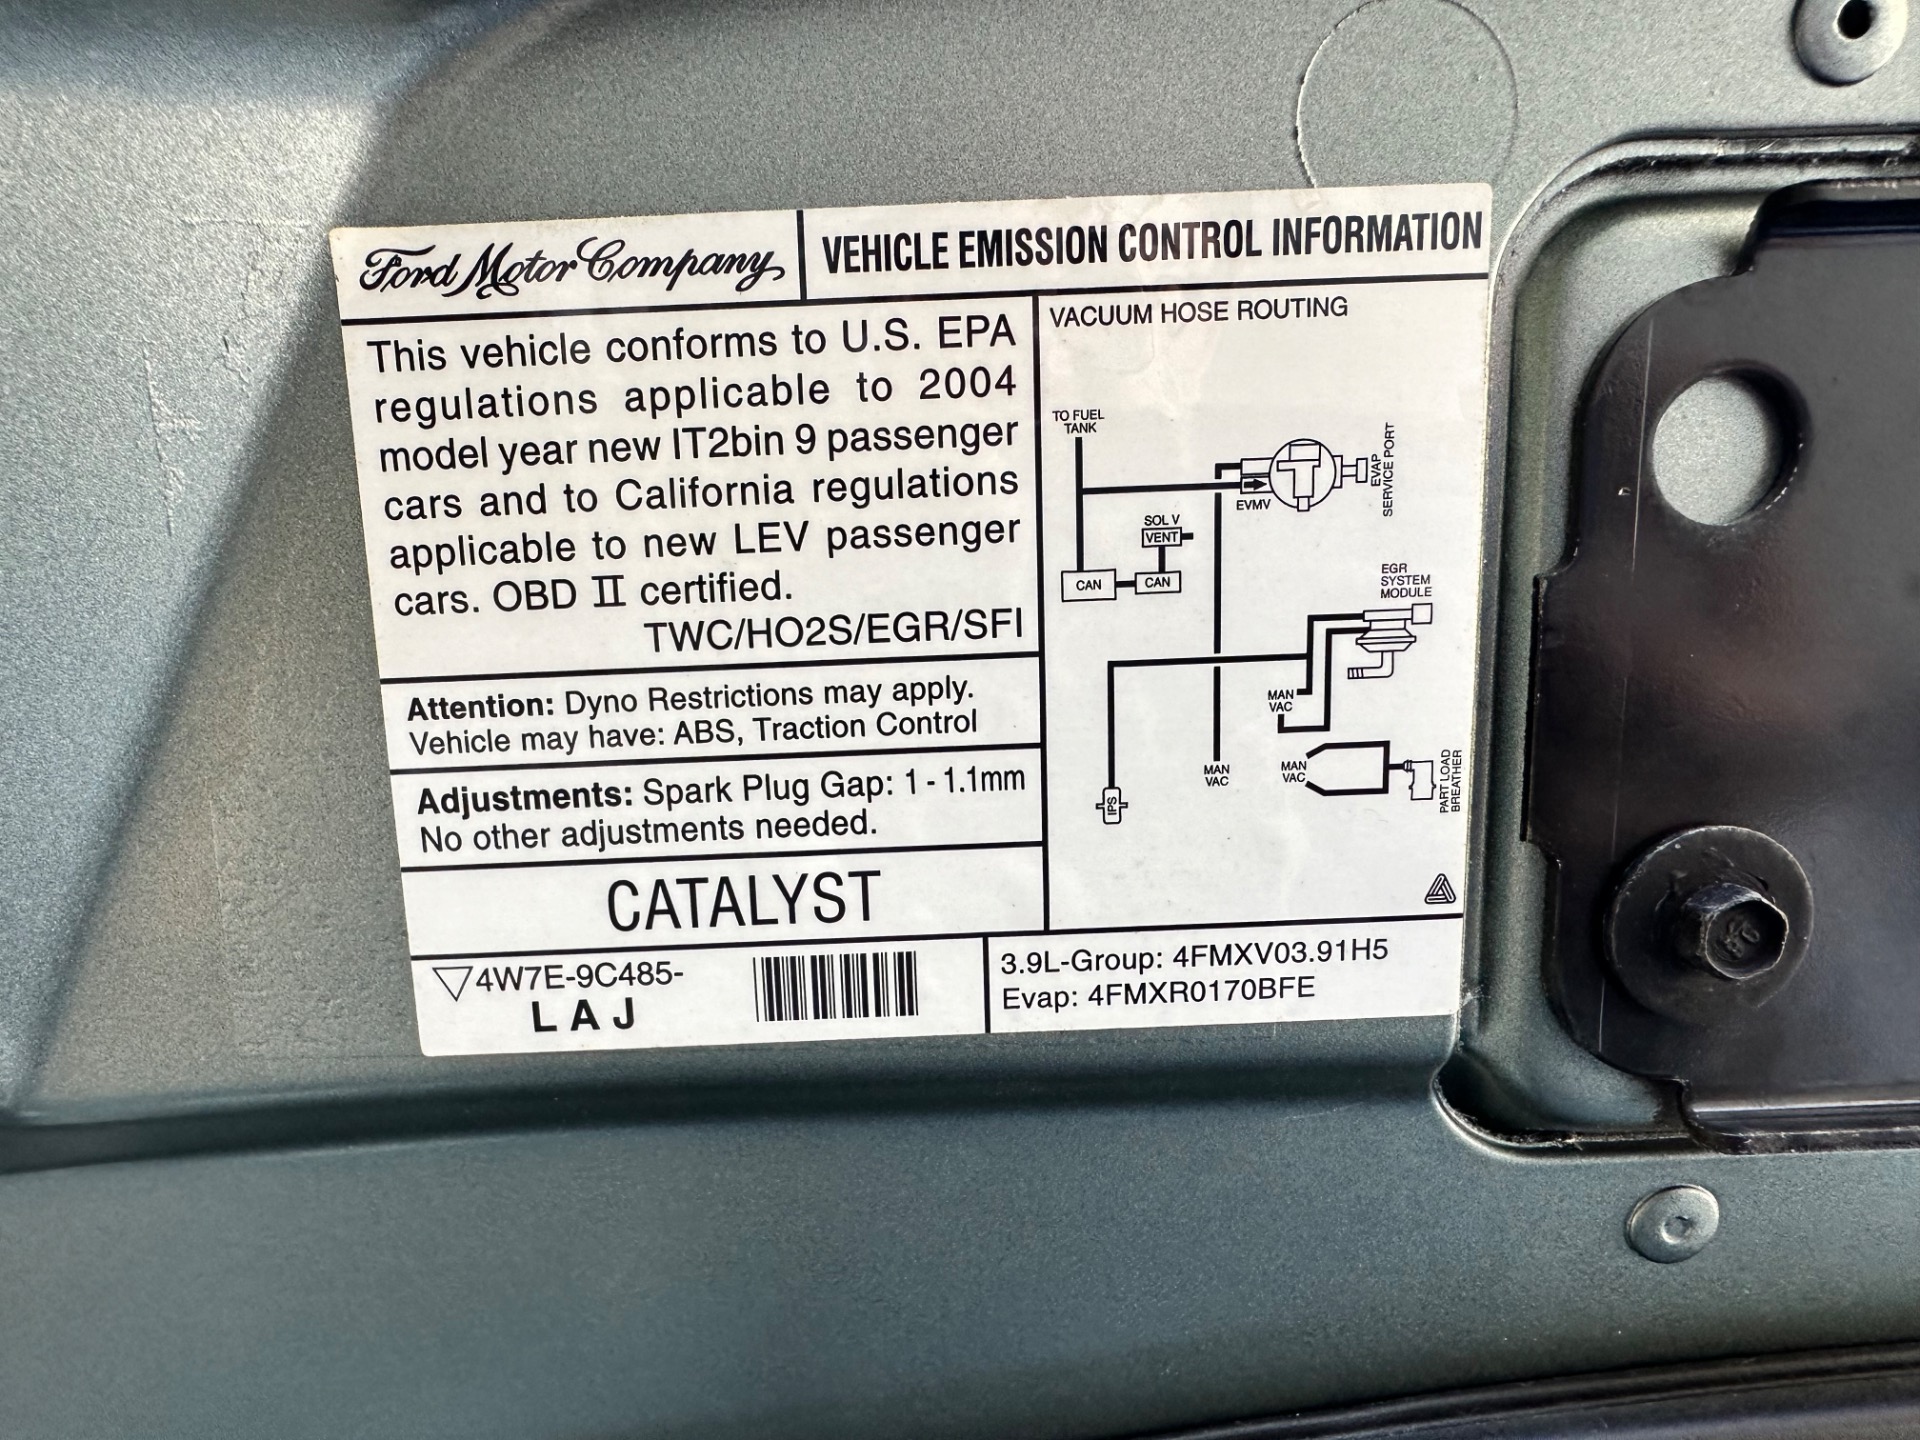 Ford Motor Company
VEHICLE EMISSION CONTROL INFORMATION
This vehicle conforms to U.S. EPA
regulations applicable to 2004
model year new IT2bin 9 passenger
cars and to California regulations
applicable to new LEV passenger
cars. OBD II certified.
TWC/HO2S/EGR/SFI
Attention: Dyno Restrictions may apply.
Vehicle may have: ABS, Traction Control
Adjustments: Spark Plug Gap: 1 - 1.1mm
No other adjustments needed.
CATALYST
4W7E-9C485-
L A J
VACUUM HOSE ROUTING
TO FUEL
TANK
EVMV
EVAP
SERVICE PORT
SOL V
VENT
CAN
CAN
EGR
SYSTEM
MODULE
MAN
VAC
MAN
VAC
MAN
VAC
PART LOAD
BREATHER
IPS
3.9L-Group: 4FMXV03.91H5
Evap: 4FMXR0170BFE